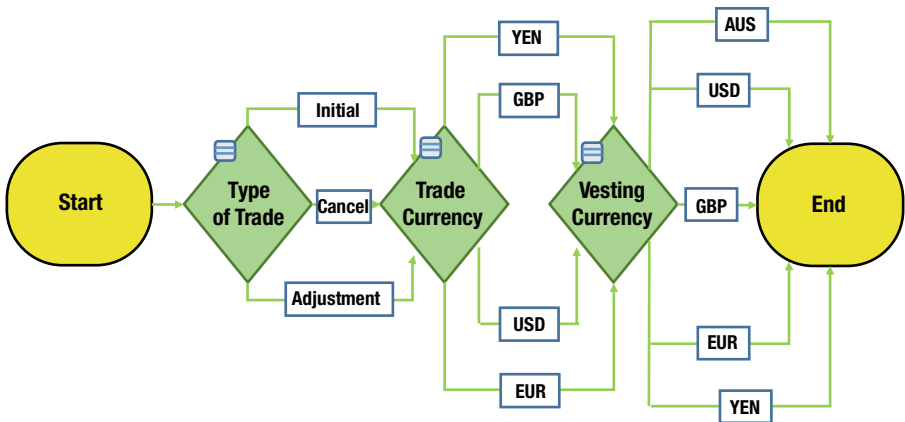 Start
Type
of Trade
Initial
Cancel
Adjustment
Trade
Currency
YEN
GBP
USD
EUR
Vesting
Currency
AUS
USD
GBP
EUR
YEN
End